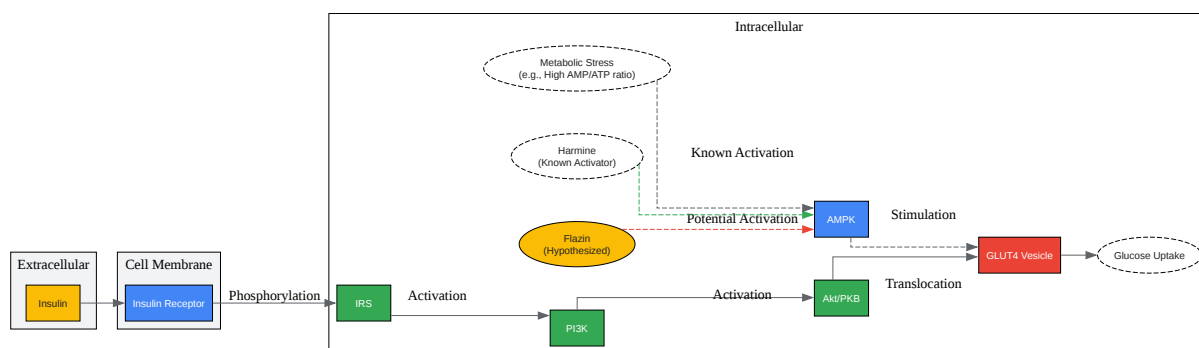 Intracellular
Metabolic Stress
(e.g., High AMP/ATP ratio)
Harmine
(Known Activator)
Known Activation
Potential Activation
AMPK
Stimulation
Flazin
(Hypothesized)
GLUT4 Vesicle
Glucose Uptake
Extracellular
Cell Membrane
Insulin
Insulin Receptor
Phosphorylation
IRS
Activation
PI3K
Activation
Akt/PKB
Translocation